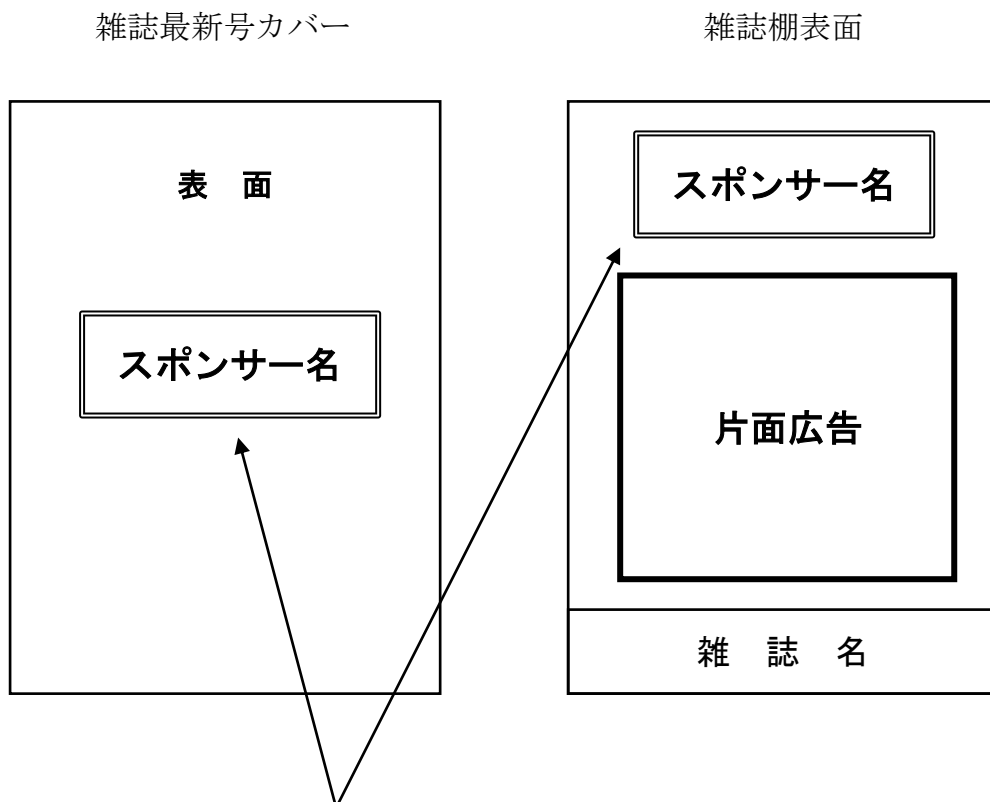 雑誌最新号カバー
雑誌棚表面
表 面
スポンサー名
スポンサー名
片面広告
雑 誌 名